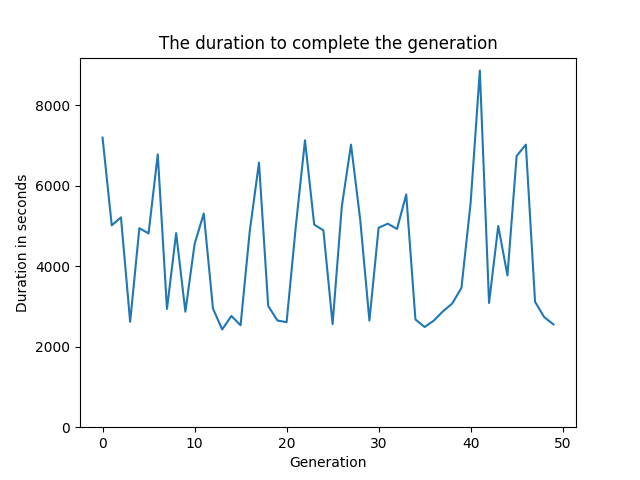 The duration to complete the generation
Duration in seconds
8000
6000
4000
2000
0
0 10 20 30 40 50
Generation